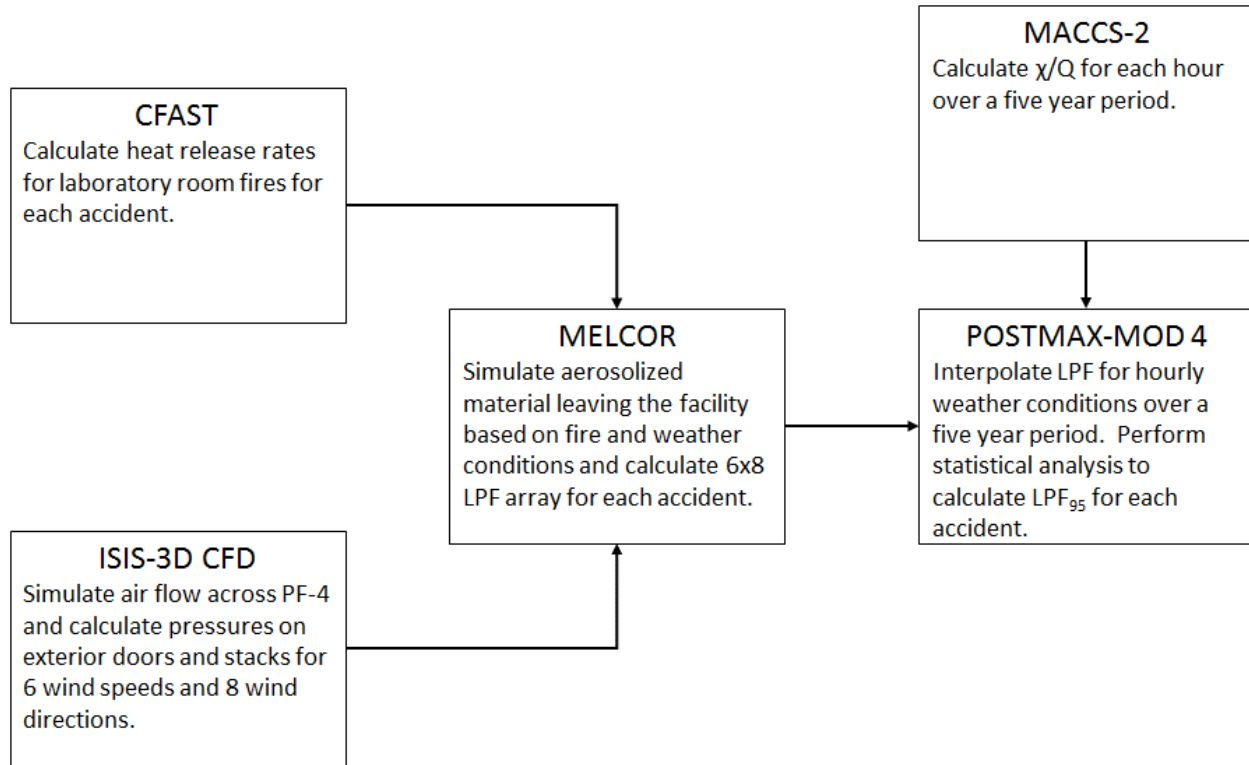 CFAST
Calculate heat release rates
for laboratory room fires for
each accident.
ISIS-3D CFD
Simulate air flow across PF-4
and calculate pressures on
exterior doors and stacks for
6 wind speeds and 8 wind
directions.
MELCOR
Simulate aerosolized
material leaving the facility
based on fire and weather
conditions and calculate 6x8
LPF array for each accident.
MACCS-2
Calculate χ/Q for each hour
over a five year period.
POSTMAX-MOD 4
Interpolate LPF for hourly
weather conditions over a
five year period.  Perform
statistical analysis to
calculate LPF₉₅ for each
accident.